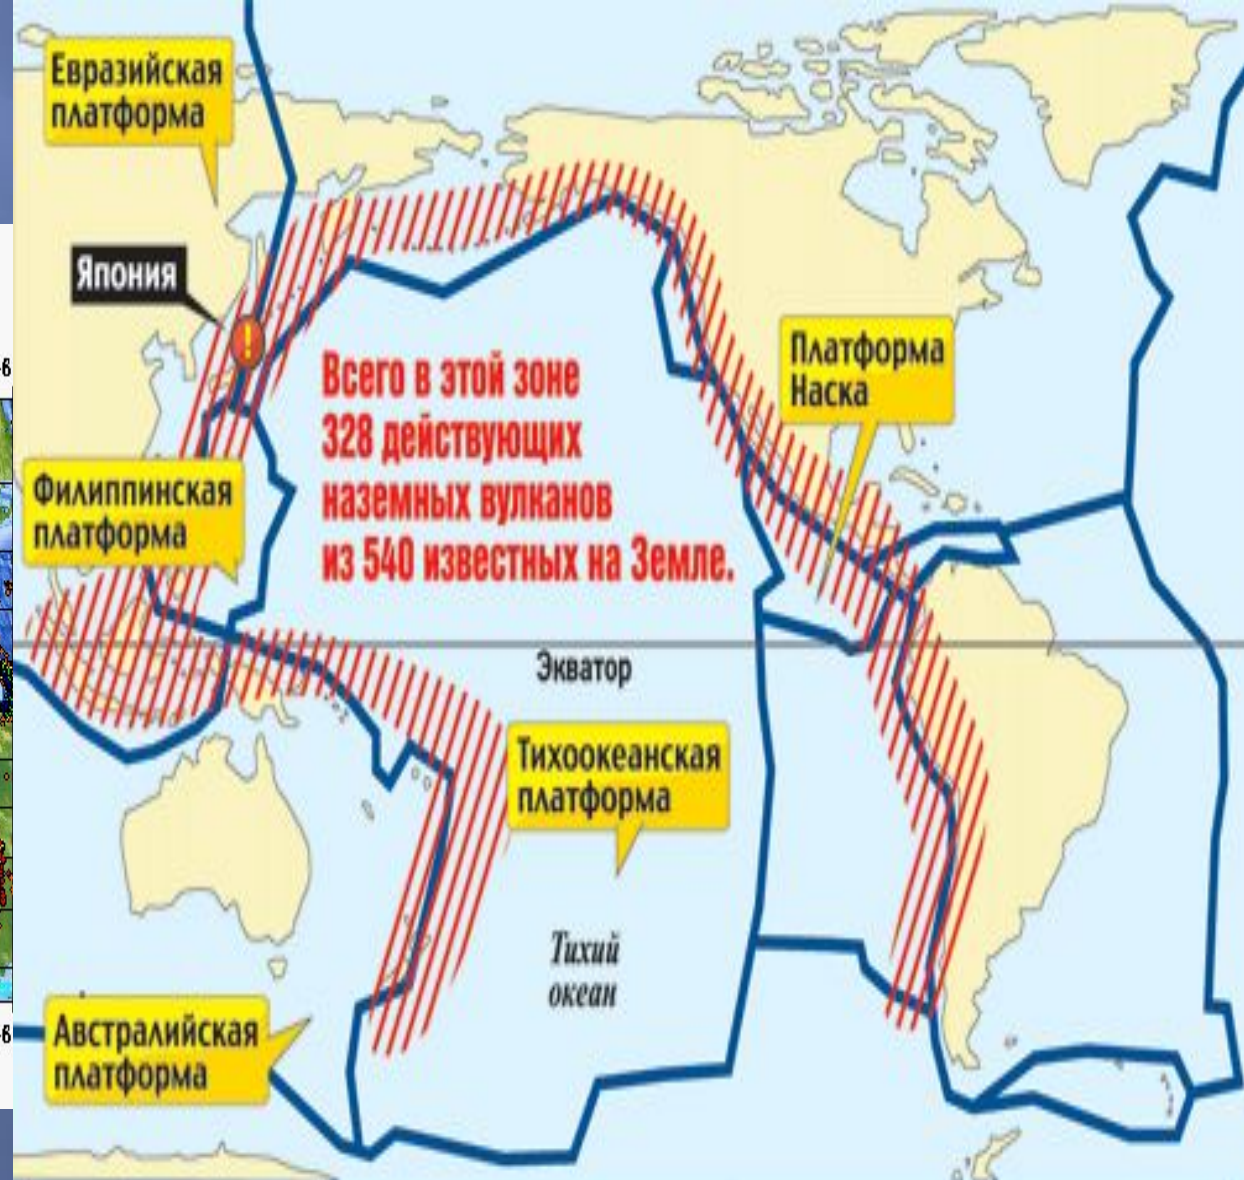 Евразийская
платформа
Япония
Платформа
Наска
Всего в этой зоне
328 действующих
наземных вулканов
из 540 известных на Земле.
Филиппинская
платформа
Экватор
Тихоокеанская
платформа
Тихий
океан
Австралийская
платформа